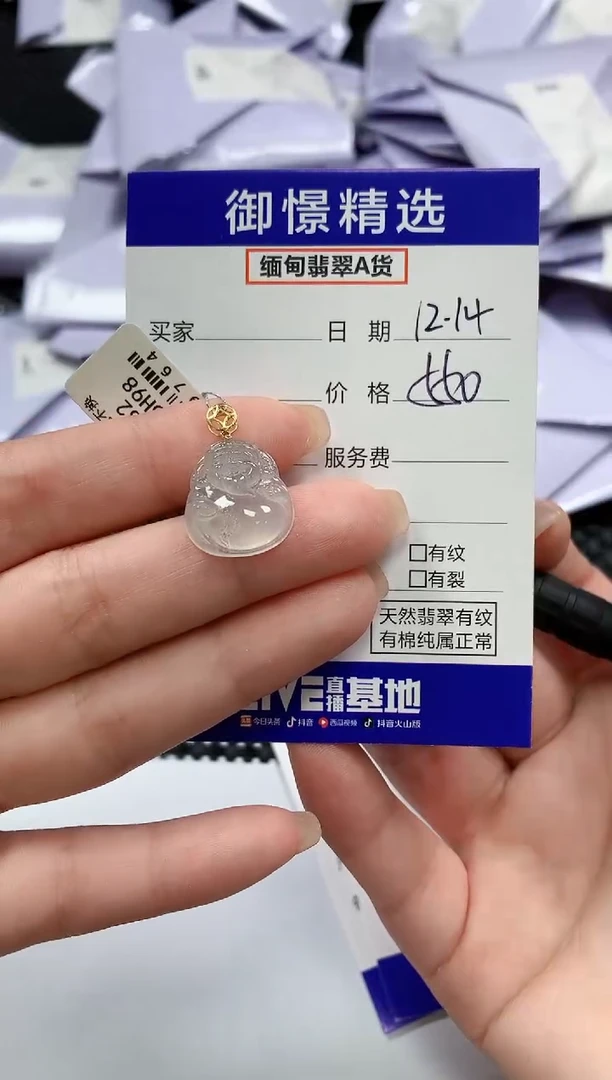 御憬精选
缅甸翡翠A货
买家 日 期 12-14
价 格 660
服务费
□有纹
□有裂
天然翡翠有纹
有棉纯属正常
直播基地
今日头条 抖音 西瓜视频 抖音火山版